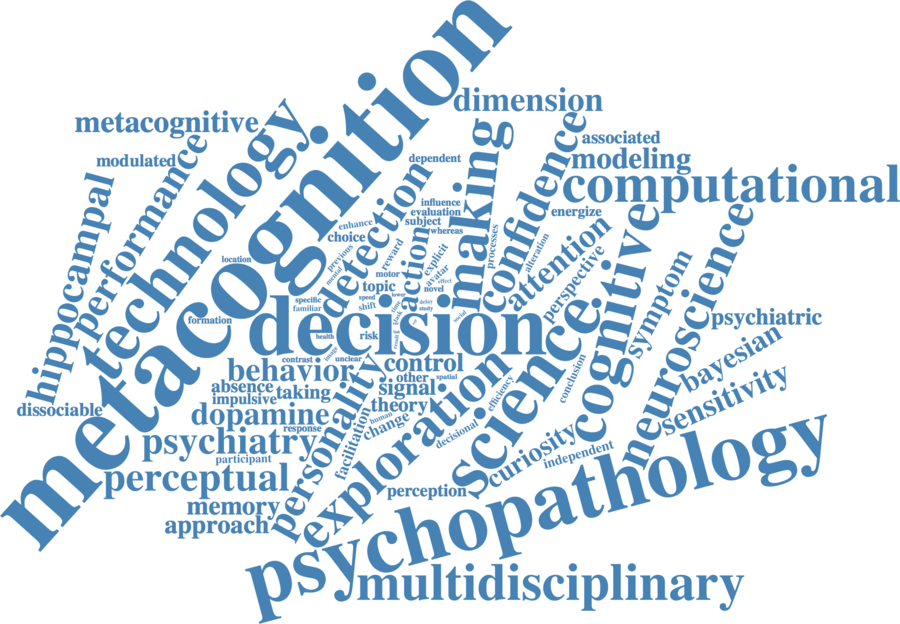 metacognition
dimension
metacognitive
technology
making
confidence
associated
modulated
performance
dependent
modeling
computational
hippocampal
detection
influence
evaluation
subject
whereas
energize
enhance
choice
previous
mental
reward
action
explicit
avatar
effect
processes
alteration
attention
perspective
cognitive
location
motor
topic
novel
symptom
neuroscience
specific
familiar
speed
lower
shift
debit
study
social
formation
decision
psychiatric
health
risk
image
contrast
unclear
control
bayesian
behavior
other
spatial
conclusion
absence
taking
signal
efficiency
sensitivity
impulsive
personality
theory
dissociable
dopamine
human
change
response
facilitation
exploration
decisional
science
curiosity
psychiatry
participant
independent
perceptual
perception
memory
approach
psychopathology
multidisciplinary